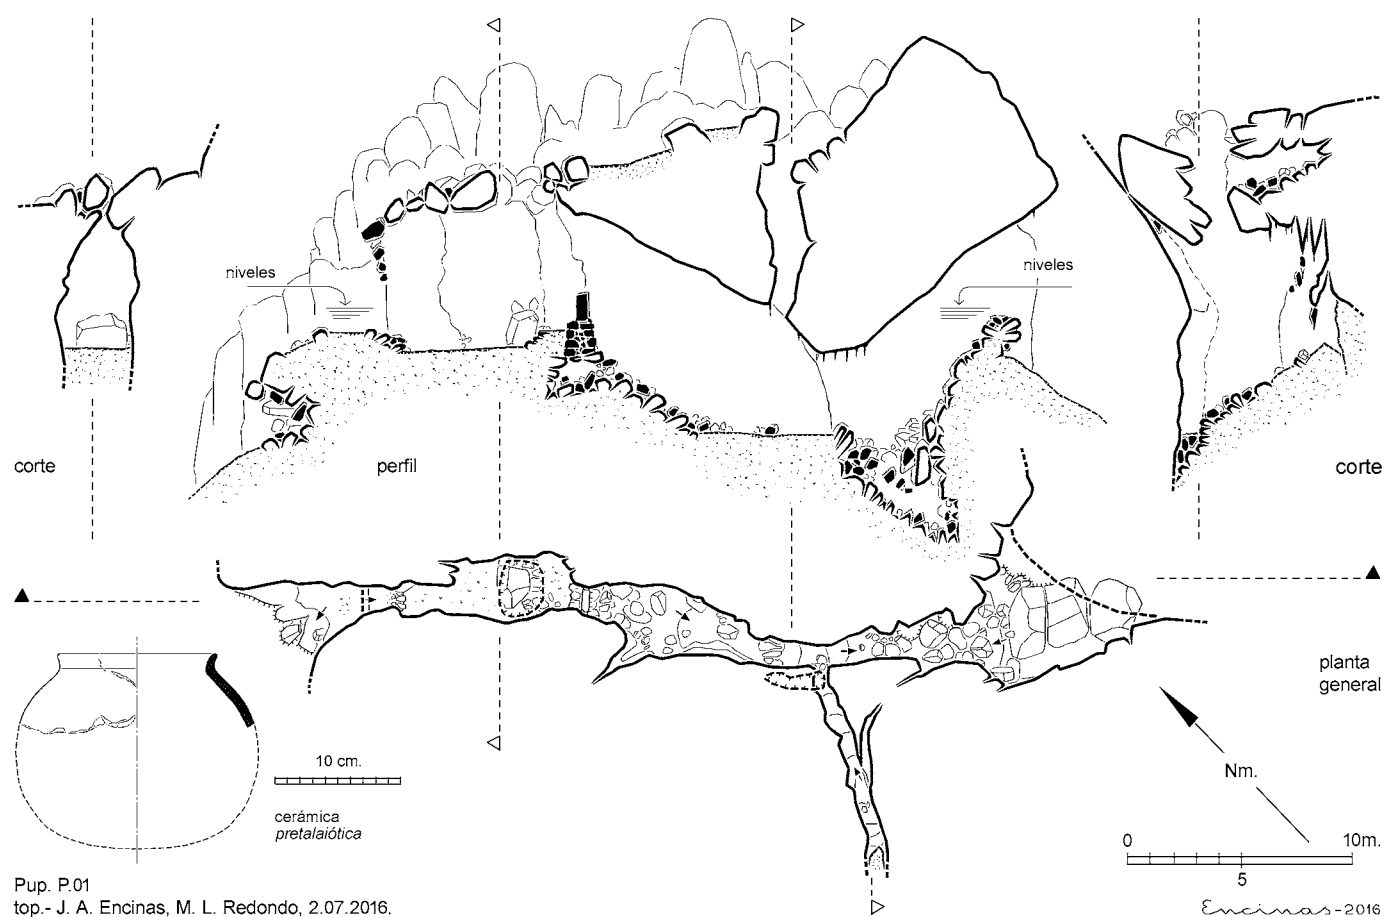 niveles
niveles
corte
perfil
corte
planta
general
10 cm.
cerámica
pretalaiótica
Nm.
0
10m.
5
Pup. P.01
top.- J. A. Encinas, M. L. Redondo, 2.07.2016.
Encinas-2016